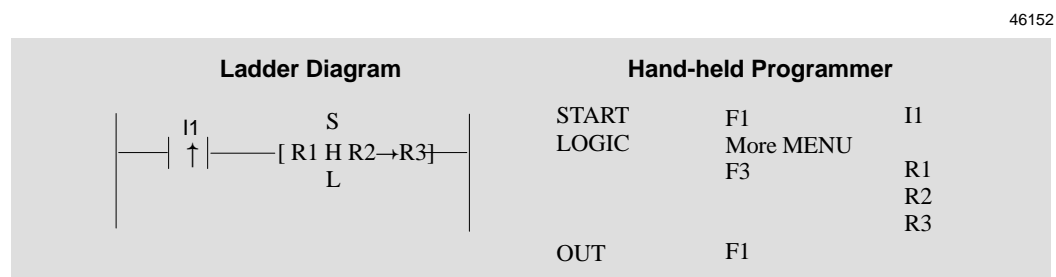 46152
Ladder Diagram
Hand-held Programmer
I1
↑
S
[ R1 H R2→R3]
L
START F1 I1
LOGIC More MENU
F3 R1
R2
R3
OUT F1